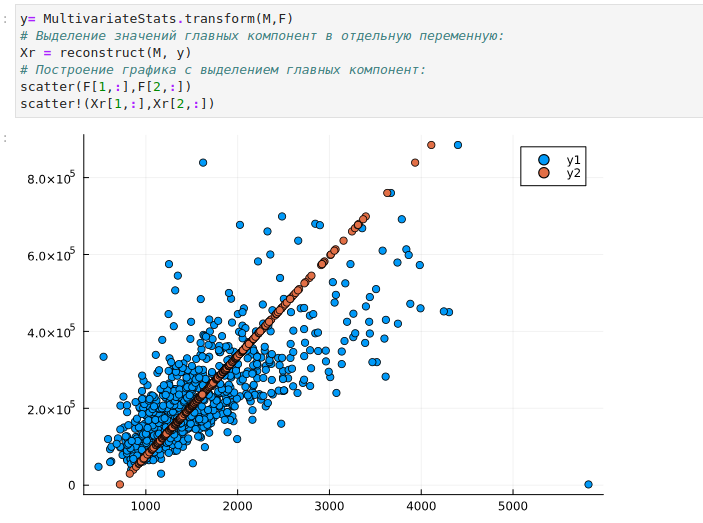 y= MultivariateStats.transform(M,F)
# Выделение значений главных компонент в отдельную переменную:
Xr = reconstruct(M, y)
# Построение графика с выделением главных компонент:
scatter(F[1,:],F[2,:])
scatter!(Xr[1,:],Xr[2,:])
y1
y2
8.0×10⁵
6.0×10⁵
4.0×10⁵
2.0×10⁵
0
1000 2000 3000 4000 5000